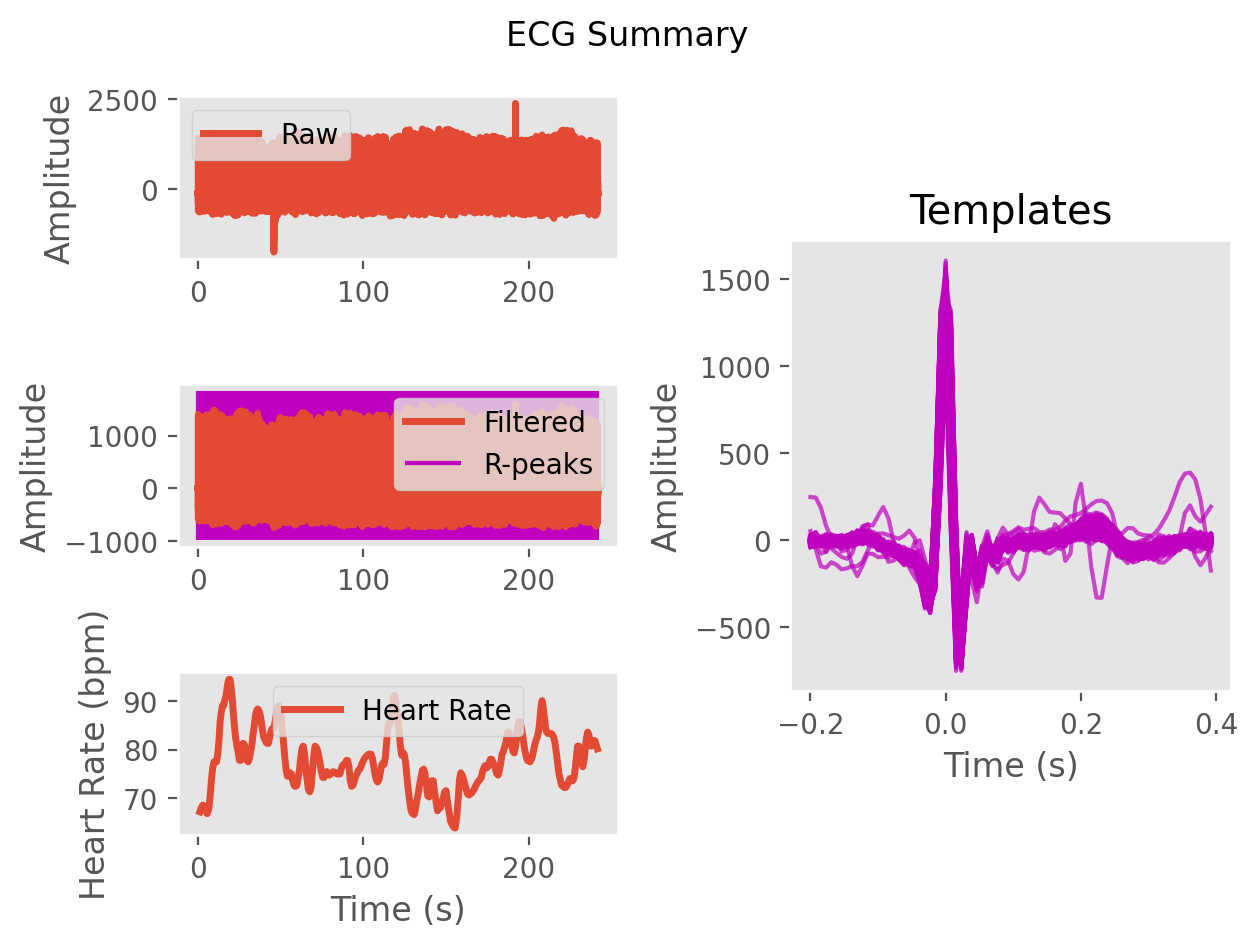 ECG Summary
Amplitude
2500
0
Raw
0 100 200
Amplitude
1000
0
−1000
Filtered
R-peaks
0 100 200
Heart Rate (bpm)
90
80
70
Heart Rate
0 100 200
Time (s)
Templates
Amplitude
1500
1000
500
0
−500
−0.2 0.0 0.2 0.4
Time (s)